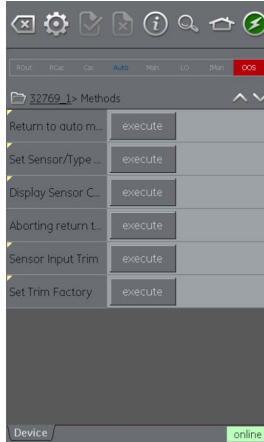 ROut RCas Cas Auto Man LO IMan OOS
32769_1> Methods
Return to auto m... execute
Set Sensor/Type ... execute
Display Sensor C... execute
Aborting return t... execute
Sensor Input Trim execute
Set Trim Factory execute
Device online